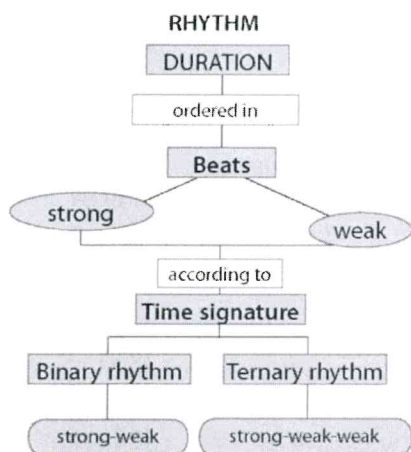 RHYTHM
DURATION
ordered in
Beats
strong
weak
according to
Time signature
Binary rhythm
Ternary rhythm
strong-weak
strong-weak-weak